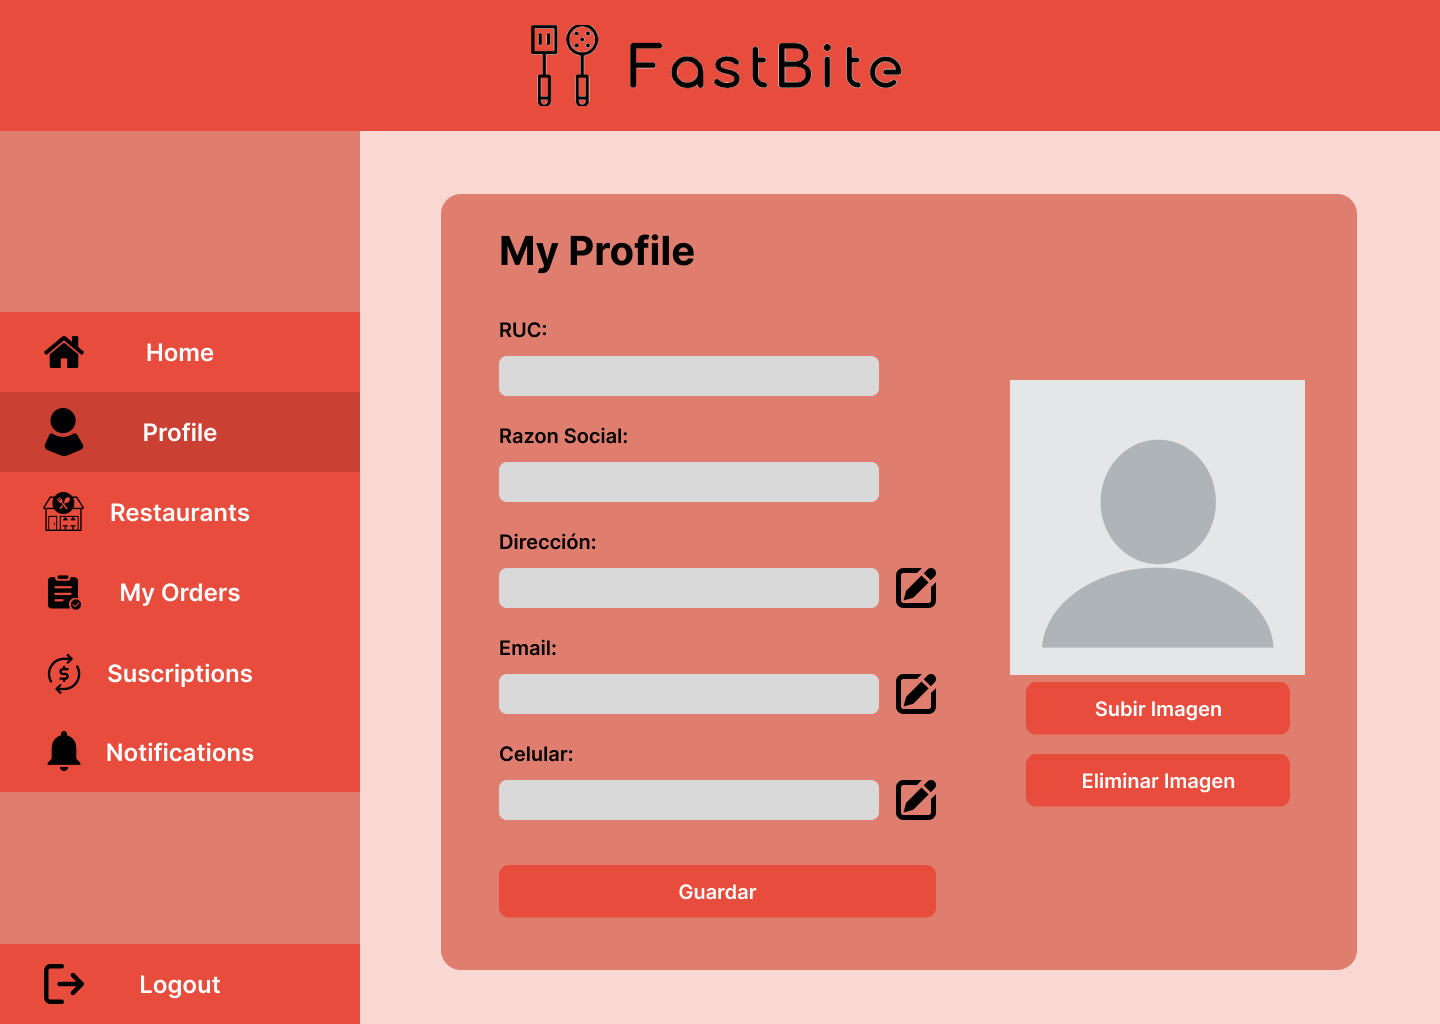 FastBite
Home
Profile
Restaurants
My Orders
Suscriptions
Notifications
Logout
My Profile
RUC:
Razon Social:
Dirección:
Email:
Celular:
Guardar
Subir Imagen
Eliminar Imagen